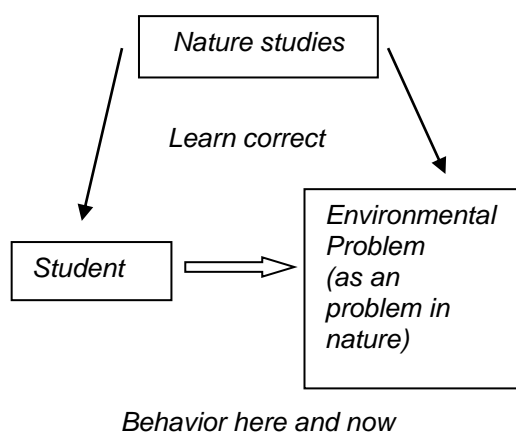 Nature studies
Learn correct
Student
Environmental
Problem
(as an
problem in
nature)
Behavior here and now